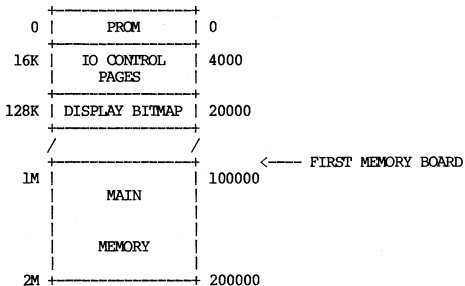 0 PROM 0
16K IO CONTROL 4000
PAGES
128K DISPLAY BITMAP 20000
<---- FIRST MEMORY BOARD
1M 100000
MAIN
MEMORY
2M 200000